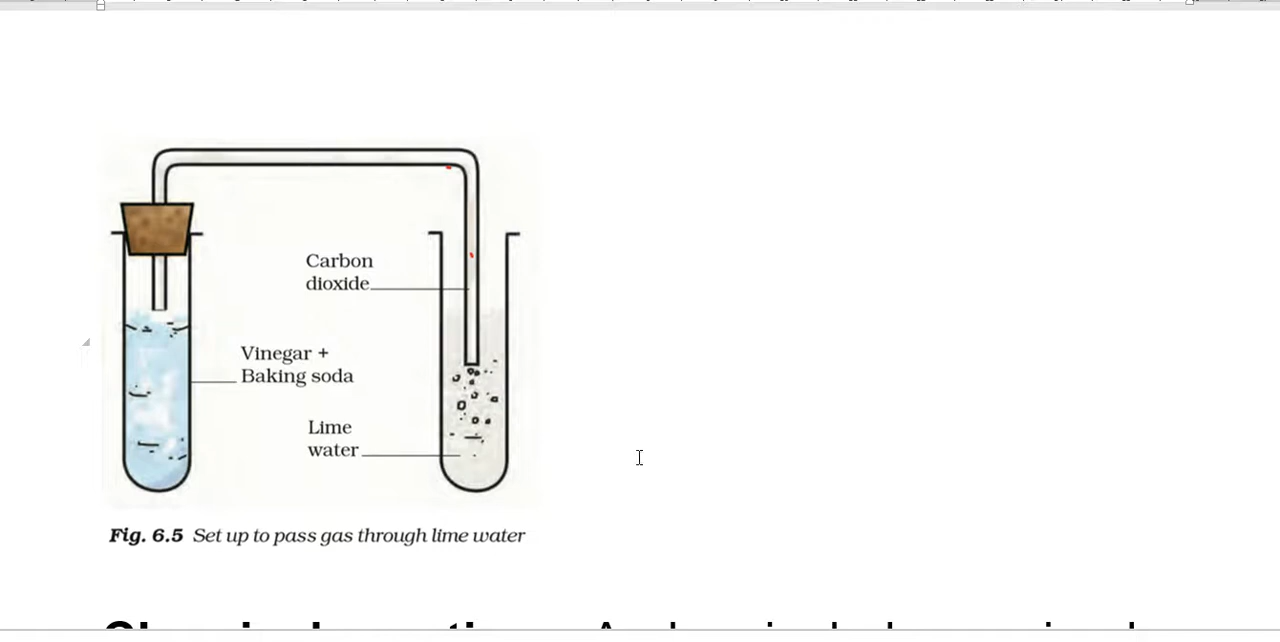 Carbon
dioxide
Vinegar +
Baking soda
Lime
water
Fig. 6.5 Set up to pass gas through lime water